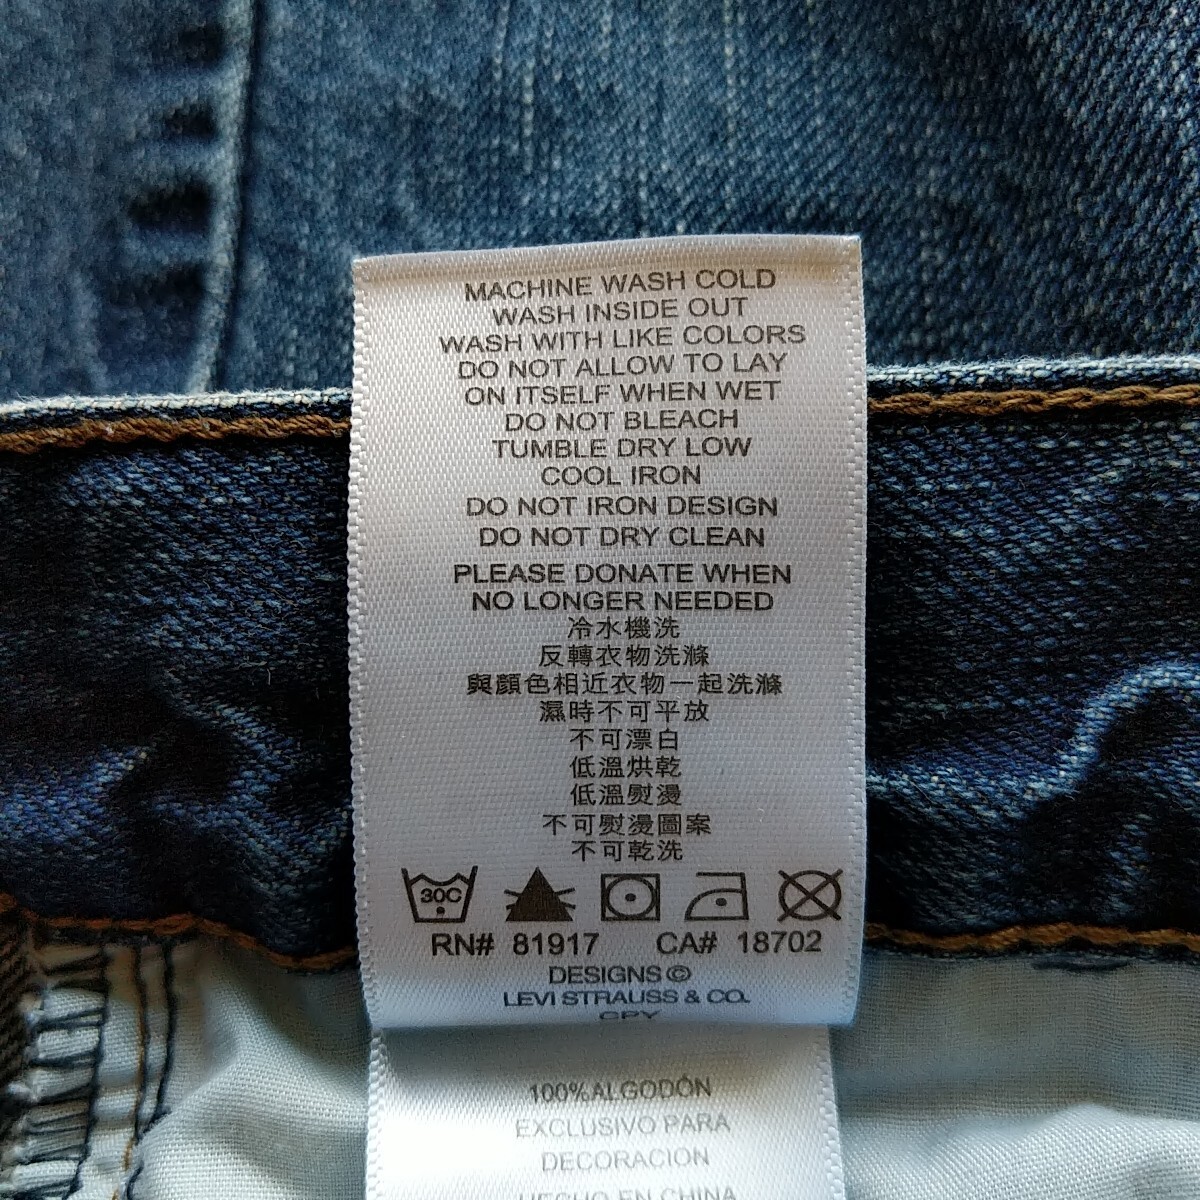 MACHINE WASH COLD
WASH INSIDE OUT
WASH WITH LIKE COLORS
DO NOT ALLOW TO LAY
ON ITSELF WHEN WET
DO NOT BLEACH
TUMBLE DRY LOW
COOL IRON
DO NOT IRON DESIGN
DO NOT DRY CLEAN
PLEASE DONATE WHEN
NO LONGER NEEDED
冷水機洗
反轉衣物洗滌
與顏色相近衣物一起洗滌
濕時不可平放
不可漂白
低溫烘乾
低溫熨燙
不可熨燙圖案
不可乾洗
30C
RN# 81917 CA# 18702
DESIGNS ©
LEVI STRAUSS & CO.
CPY
100% ALGODÓN
EXCLUSIVO PARA
DECORACION
HECHO EN CHINA